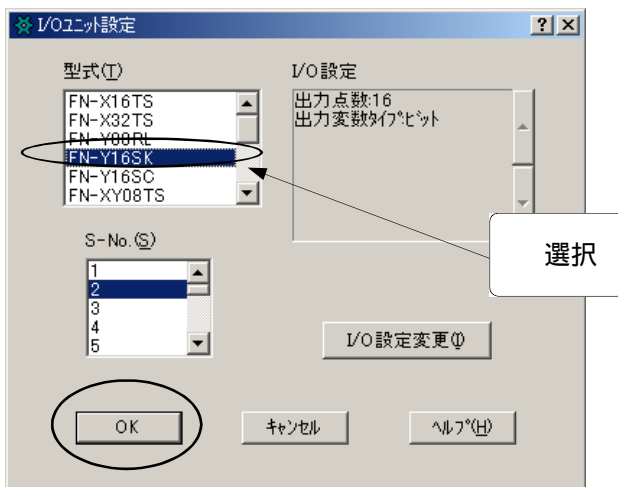 I/Oユニット設定
型式(T)
FN-X16TS
FN-X32TS
FN-Y08RL
FN-Y16SK
FN-Y16SC
FN-XY08TS
I/O設定
出力点数:16
出力変数タイプ:ビット
選択
S-No.(S)
1
2
3
4
5
I/O設定変更(I)
OK
キャンセル
ヘルプ(H)